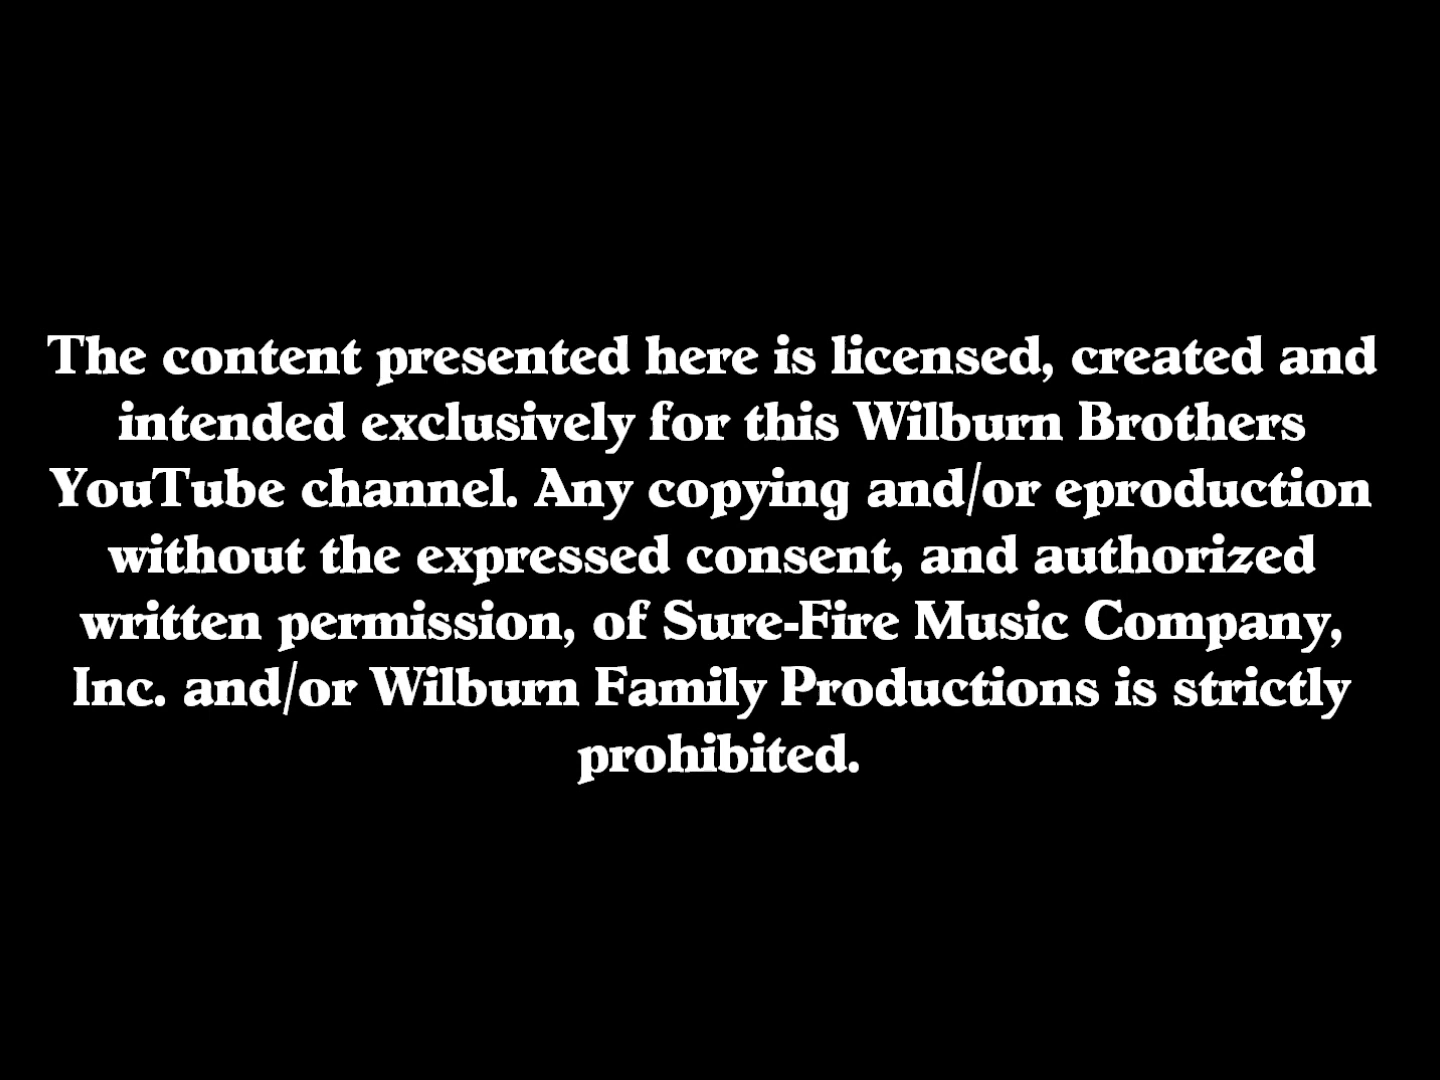 The content presented here is licensed, created and
intended exclusively for this Wilburn Brothers
YouTube channel. Any copying and/or eproduction
without the expressed consent, and authorized
written permission, of Sure-Fire Music Company,
Inc. and/or Wilburn Family Productions is strictly
prohibited.